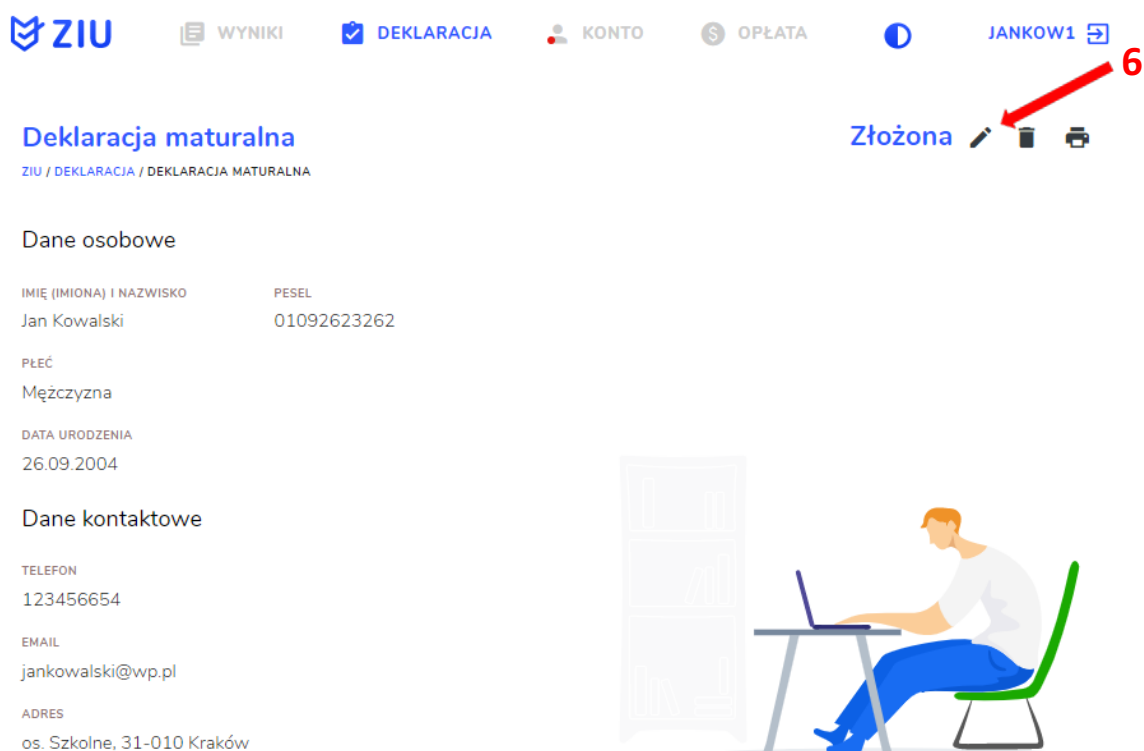 ZIU WYNIKI DEKLARACJA KONTO OPŁATA JANKOW1
6
Deklaracja maturalna Złożona
ZIU / DEKLARACJA / DEKLARACJA MATURALNA
Dane osobowe
IMIĘ (IMIONA) I NAZWISKO PESEL
Jan Kowalski 01092623262
PŁEĆ
Mężczyzna
DATA URODZENIA
26.09.2004
Dane kontaktowe
TELEFON
123456654
EMAIL
jankowalski@wp.pl
ADRES
os. Szkolne, 31-010 Kraków